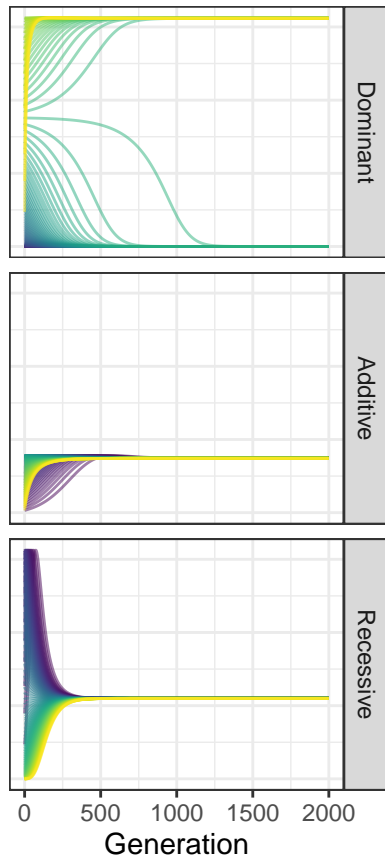 Dominant
Additive
Recessive
0 500 1000 1500 2000
Generation